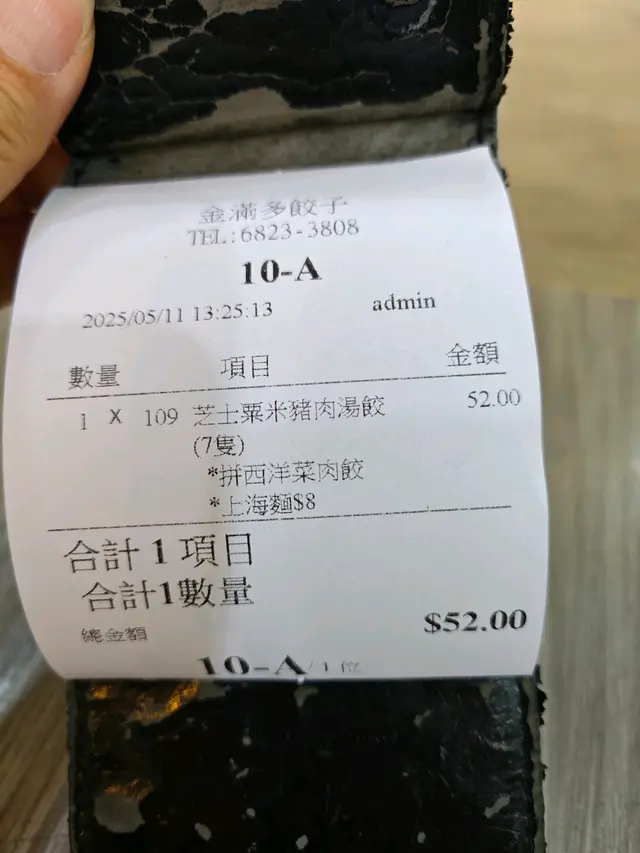 金滿多餃子
TEL:6823-3808
10-A
2025/05/11 13:25:13 admin
數量 項目 金額
1 X 109 芝士粟米豬肉湯餃 52.00
(7隻)
*拼西洋菜肉餃
*上海麵$8
合計 1 項目
合計1數量
總金額 $52.00
10-A/1位